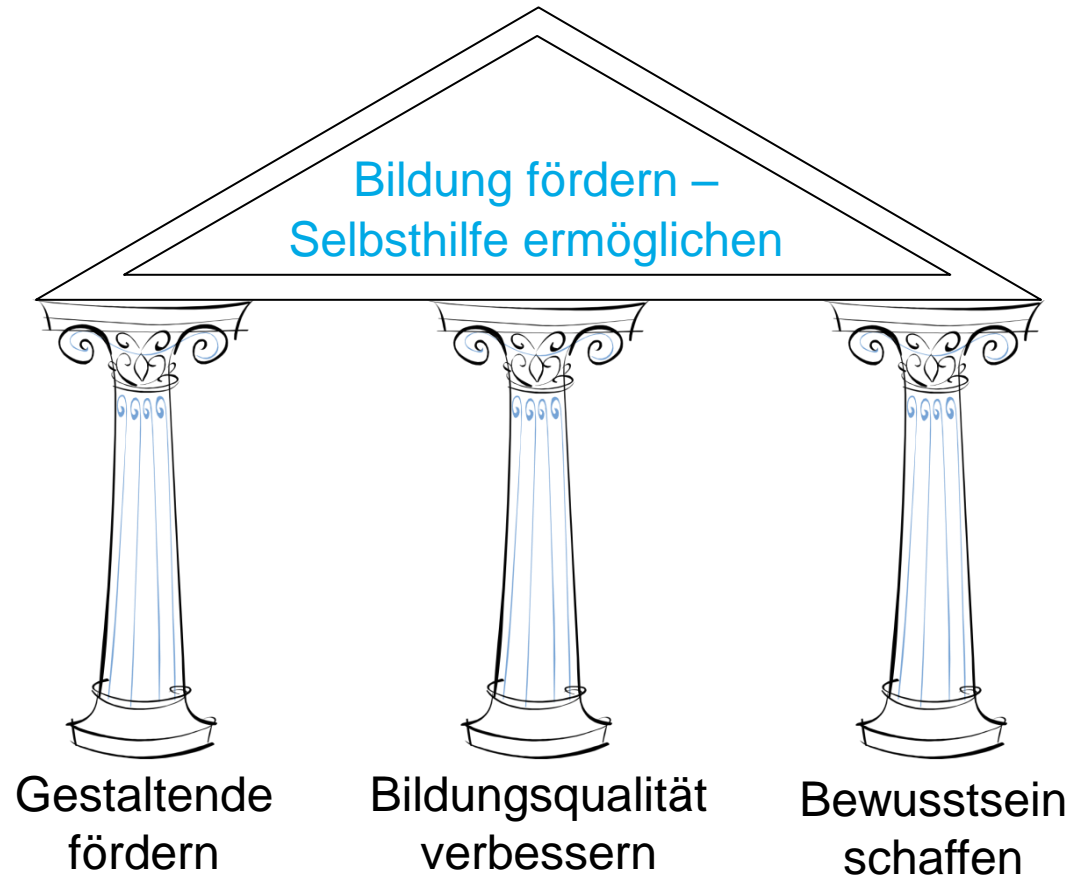 Bildung fördern –
Selbsthilfe ermöglichen
Gestaltende
fördern
Bildungsqualität
verbessern
Bewusstsein
schaffen